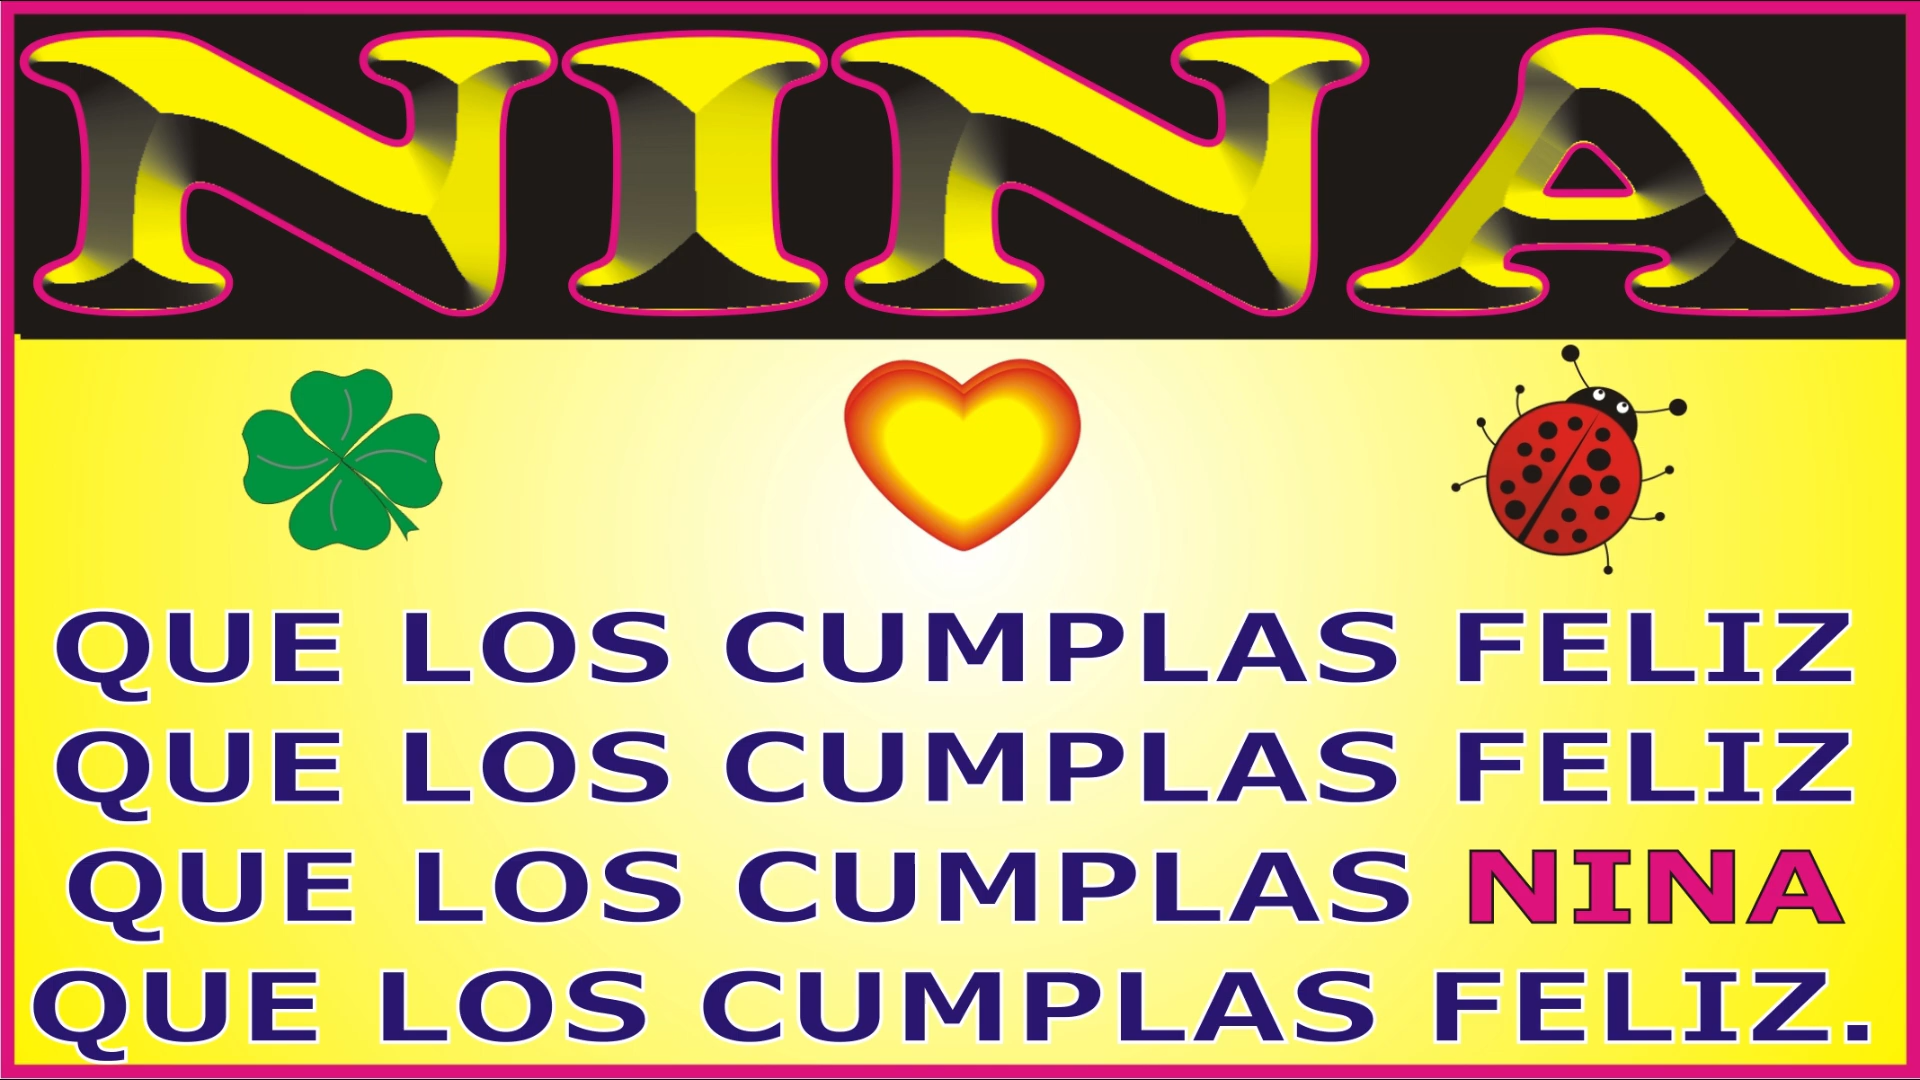 NINA
QUE LOS CUMPLAS FELIZ
QUE LOS CUMPLAS FELIZ
QUE LOS CUMPLAS NINA
QUE LOS CUMPLAS FELIZ.